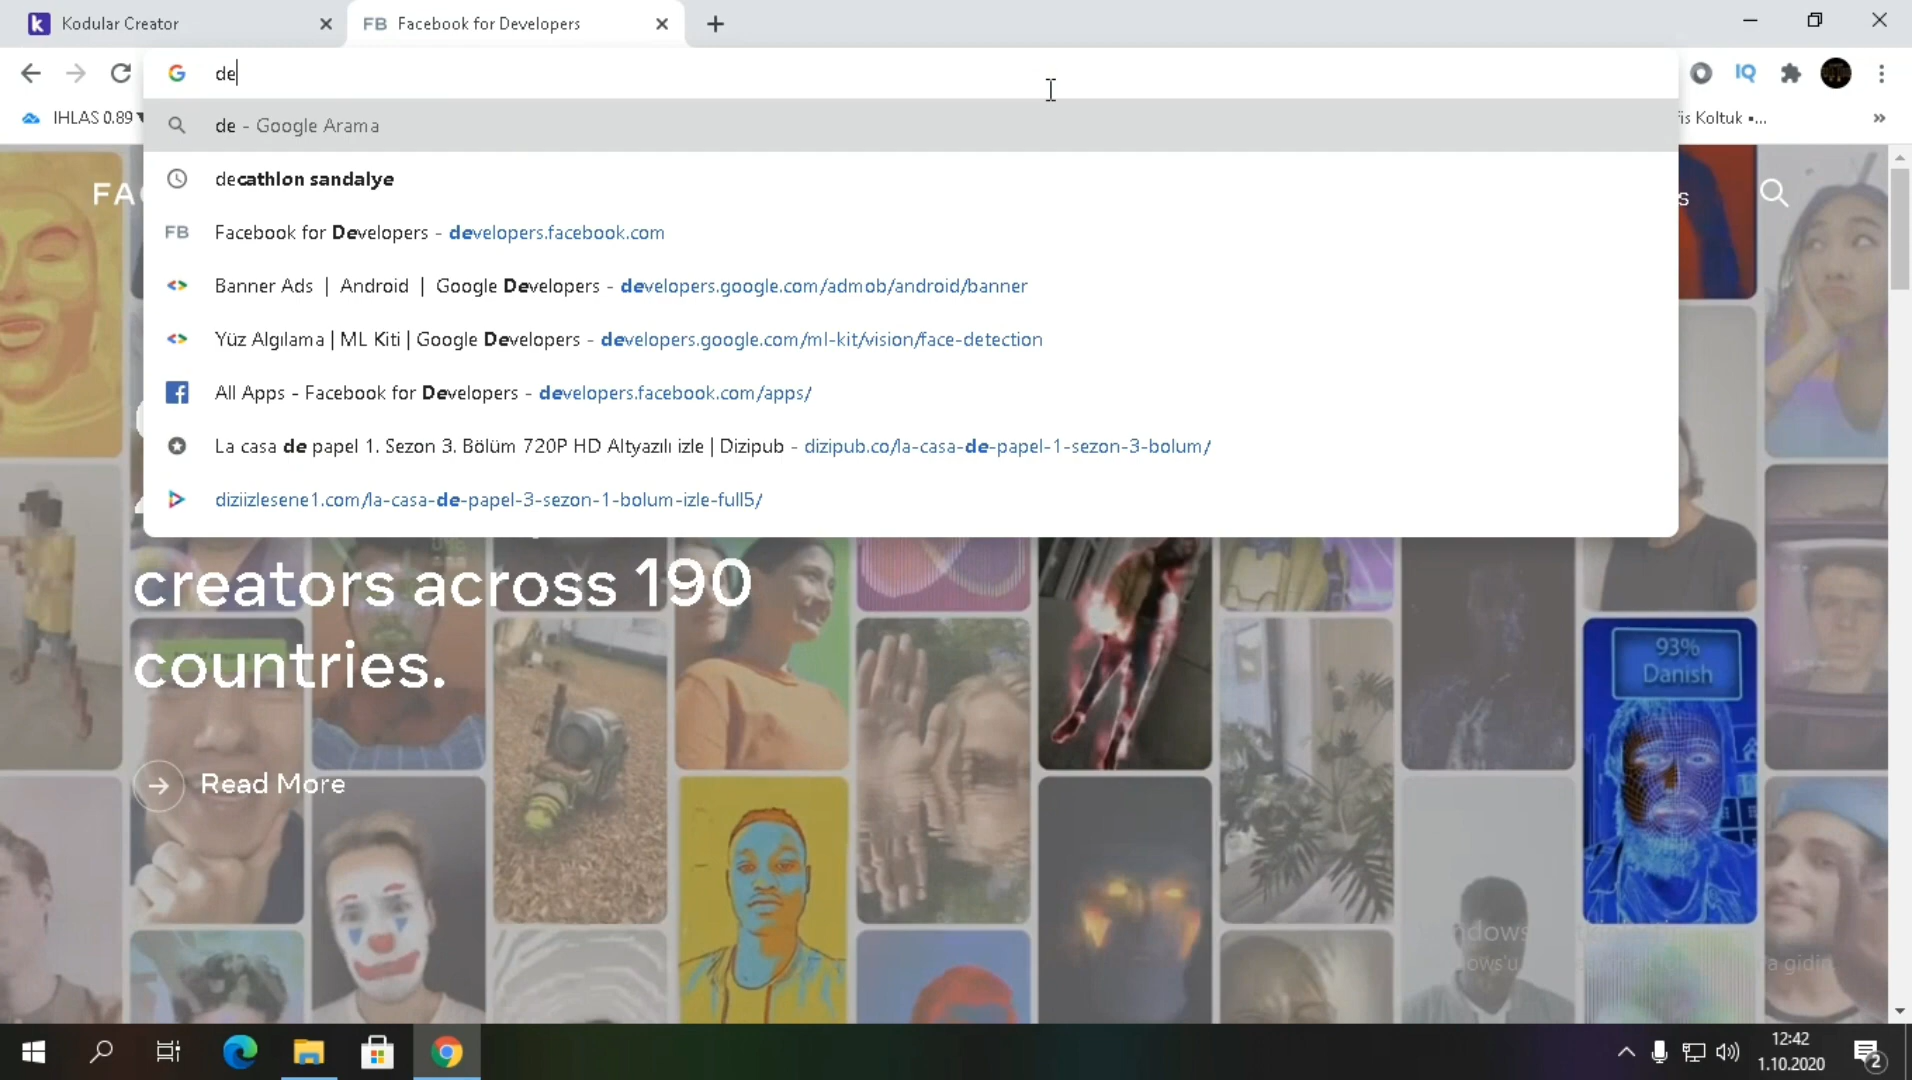 Kodular Creator
FB Facebook for Developers
de
IHLAS 0.89
is Koltuk •...
de - Google Arama
decathlon sandalye
FB Facebook for Developers - developers.facebook.com
Banner Ads | Android | Google Developers - developers.google.com/admob/android/banner
Yüz Algılama | ML Kiti | Google Developers - developers.google.com/ml-kit/vision/face-detection
All Apps - Facebook for Developers - developers.facebook.com/apps/
La casa de papel 1. Sezon 3. Bölüm 720P HD Altyazılı izle | Dizipub - dizipub.co/la-casa-de-papel-1-sezon-3-bolum/
diziizlesene1.com/la-casa-de-papel-3-sezon-1-bolum-izle-full5/
FAC
s
creators across 190
countries.
Read More
93%
Danish
gidin
12:42
1.10.2020
2